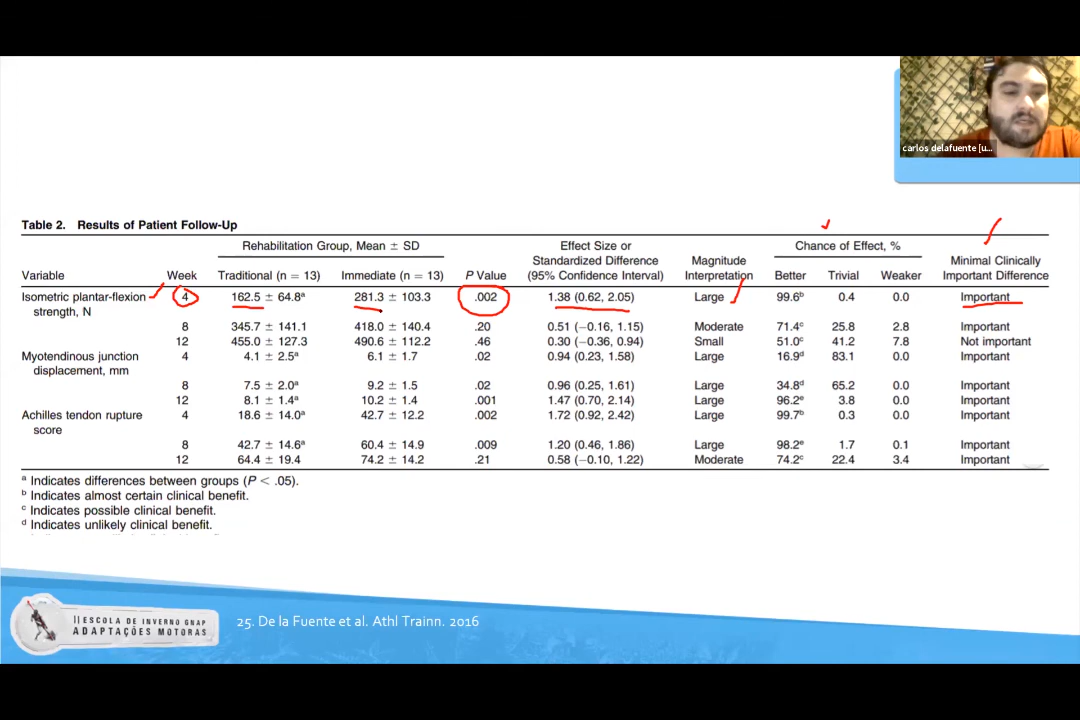 carlos delafuente [u...
Table 2. Results of Patient Follow-Up
Rehabilitation Group, Mean ± SD
Effect Size or Standardized Difference (95% Confidence Interval)
Magnitude Interpretation
Chance of Effect, %
Minimal Clinically Important Difference
Variable Week Traditional (n = 13) Immediate (n = 13) P Value Better Trivial Weaker
Isometric plantar-flexion strength, N 4 162.5 ± 64.8ᵃ 281.3 ± 103.3 .002 1.38 (0.62, 2.05) Large 99.6ᵇ 0.4 0.0 Important
8 345.7 ± 141.1 418.0 ± 140.4 .20 0.51 (−0.16, 1.15) Moderate 71.4ᶜ 25.8 2.8 Important
12 455.0 ± 127.3 490.6 ± 112.2 .46 0.30 (−0.36, 0.94) Small 51.0ᶜ 41.2 7.8 Not important
Myotendinous junction displacement, mm 4 4.1 ± 2.5ᵃ 6.1 ± 1.7 .02 0.94 (0.23, 1.58) Large 16.9ᵈ 83.1 0.0 Important
8 7.5 ± 2.0ᵃ 9.2 ± 1.5 .02 0.96 (0.25, 1.61) Large 34.8ᵈ 65.2 0.0 Important
12 8.1 ± 1.4ᵃ 10.2 ± 1.4 .001 1.47 (0.70, 2.14) Large 96.2ᵉ 3.8 0.0 Important
Achilles tendon rupture score 4 18.6 ± 14.0ᵃ 42.7 ± 12.2 .002 1.72 (0.92, 2.42) Large 99.7ᵇ 0.3 0.0 Important
8 42.7 ± 14.6ᵃ 60.4 ± 14.9 .009 1.20 (0.46, 1.86) Large 98.2ᵉ 1.7 0.1 Important
12 64.4 ± 19.4 74.2 ± 14.2 .21 0.58 (−0.10, 1.22) Moderate 74.2ᶜ 22.4 3.4 Important
ᵃ Indicates differences between groups (P < .05).
ᵇ Indicates almost certain clinical benefit.
ᶜ Indicates possible clinical benefit.
ᵈ Indicates unlikely clinical benefit.
II ESCOLA DE INVERNO GNAP
ADAPTAÇÕES MOTORAS
25. De la Fuente et al. Athl Trainn. 2016